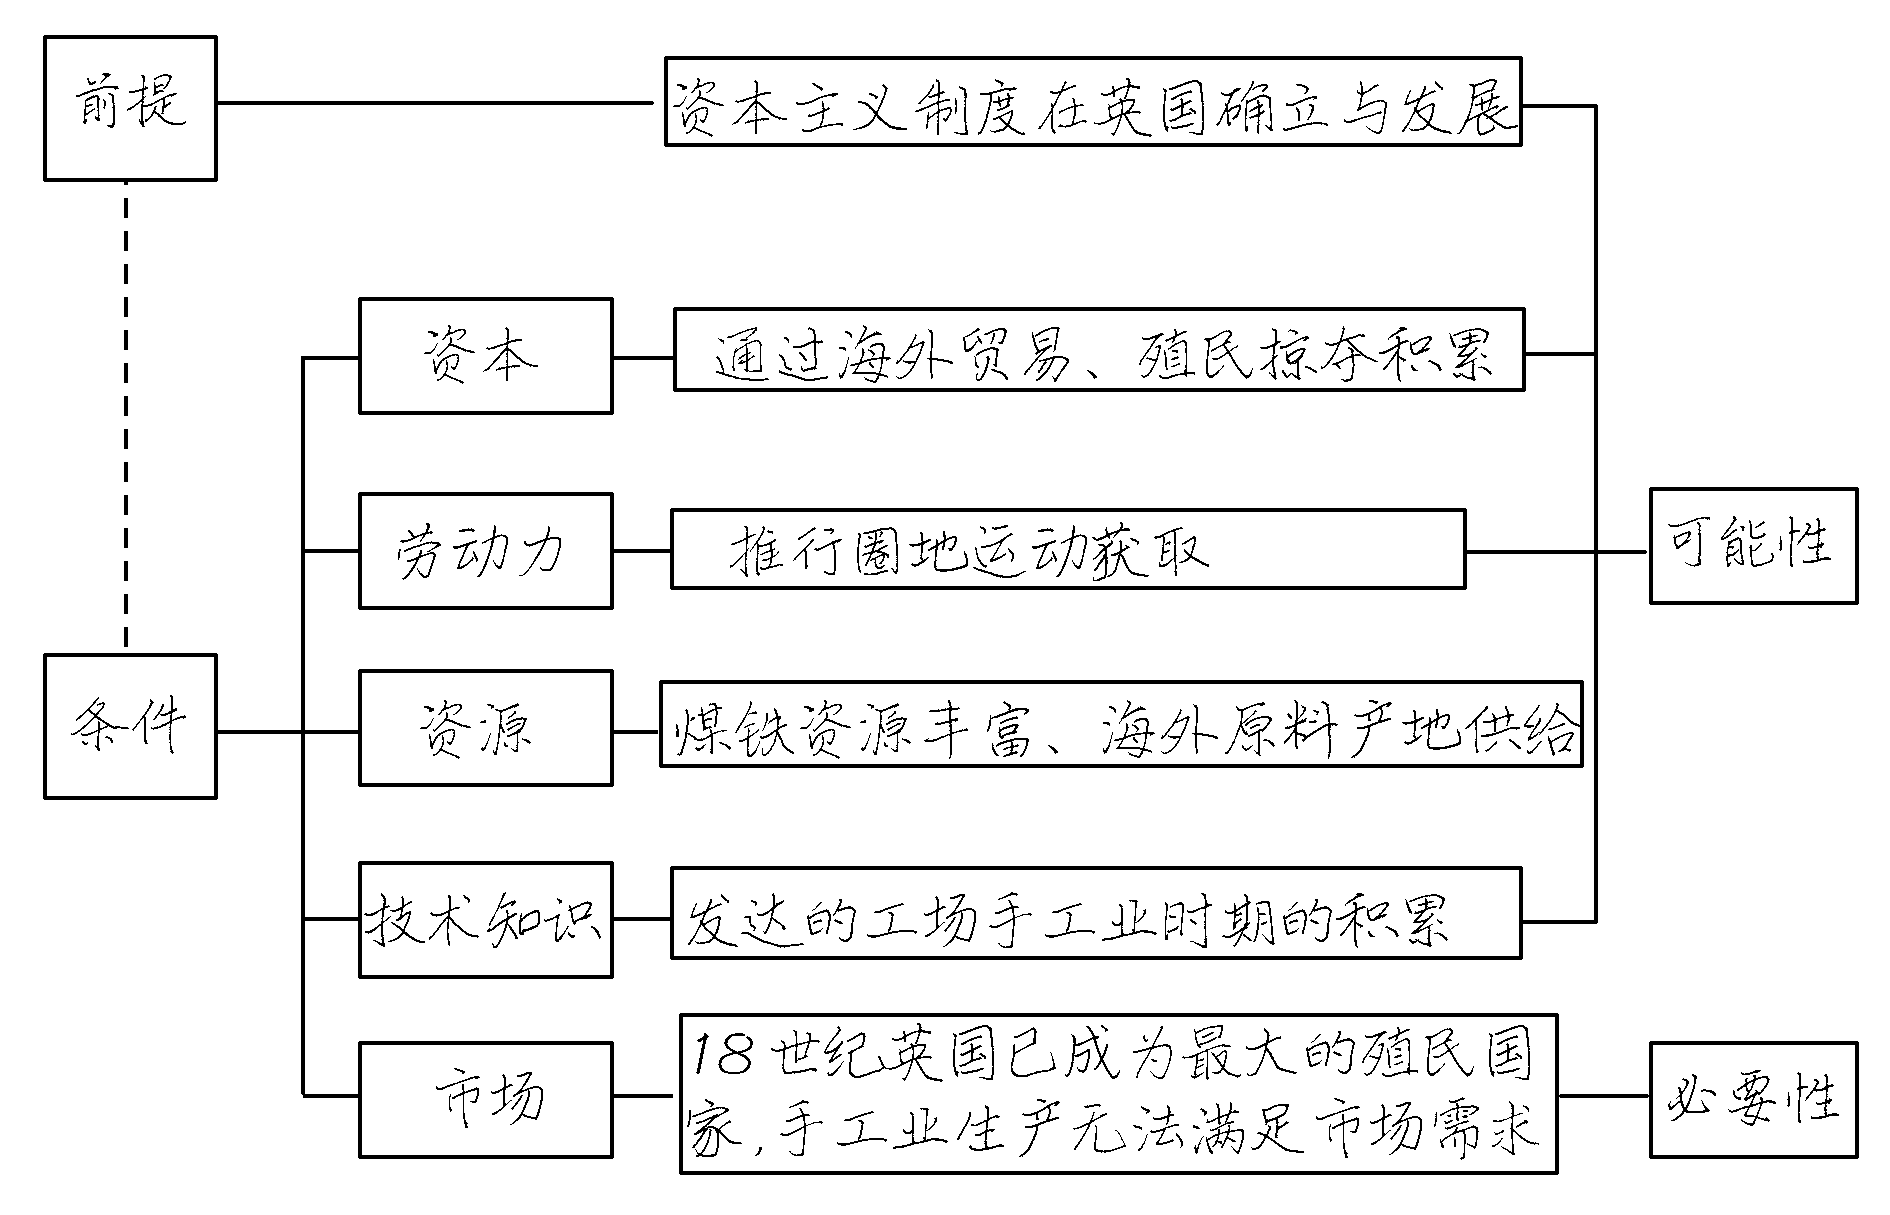 前提
资本主义制度在英国确立与发展
资本
通过海外贸易、殖民掠夺积累
劳动力
推行圈地运动获取
可能性
条件
资源
煤铁资源丰富、海外原料产地供给
技术知识
发达的工场手工业时期的积累
市场
18世纪英国已成为最大的殖民国
家,手工业生产无法满足市场需求
必要性